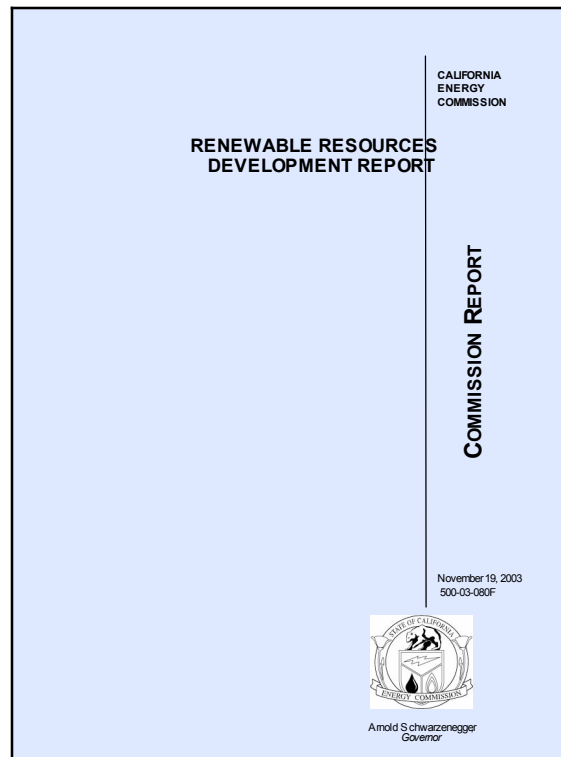 CALIFORNIA
ENERGY
COMMISSION
RENEWABLE RESOURCES
DEVELOPMENT REPORT
COMMISSION REPORT
November 19, 2003
500-03-080F
STATE OF CALIFORNIA
ENERGY COMMISSION
Arnold Schwarzenegger
Governor